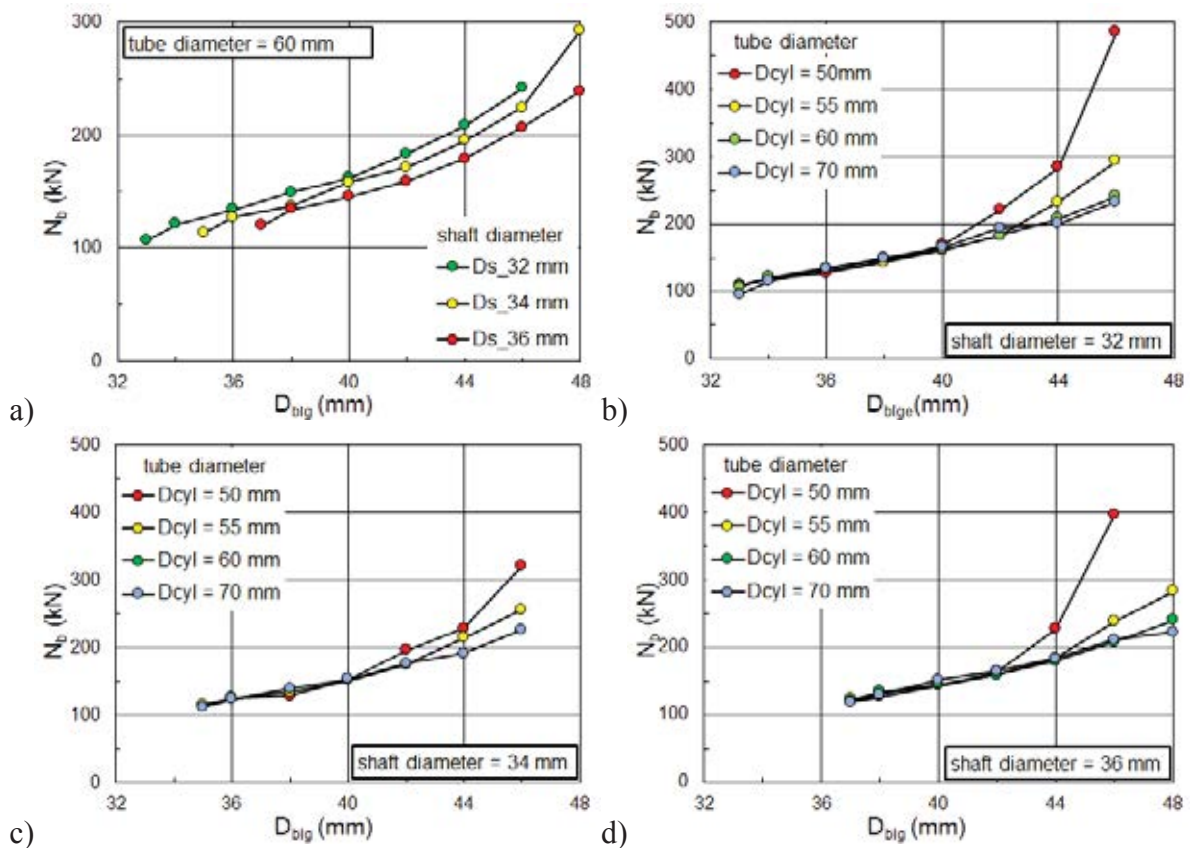 300
200
100
0
N_b (kN)
tube diameter = 60 mm
shaft diameter
Ds_32 mm
Ds_34 mm
Ds_36 mm
32 36 40 44 48
D_blg (mm)
a)
500
400
300
200
100
0
N_b (kN)
tube diameter
Dcyl = 50mm
Dcyl = 55 mm
Dcyl = 60 mm
Dcyl = 70 mm
shaft diameter = 32 mm
32 36 40 44 48
D_blge(mm)
b)
500
400
300
200
100
0
N_b (kN)
tube diameter
Dcyl = 50 mm
Dcyl = 55 mm
Dcyl = 60 mm
Dcyl = 70 mm
shaft diameter = 34 mm
32 36 40 44 48
D_blg (mm)
c)
500
400
300
200
100
0
N_b (kN)
tube diameter
Dcyl = 50 mm
Dcyl = 55 mm
Dcyl = 60 mm
Dcyl = 70 mm
shaft diameter = 36 mm
32 36 40 44 48
D_blg (mm)
d)